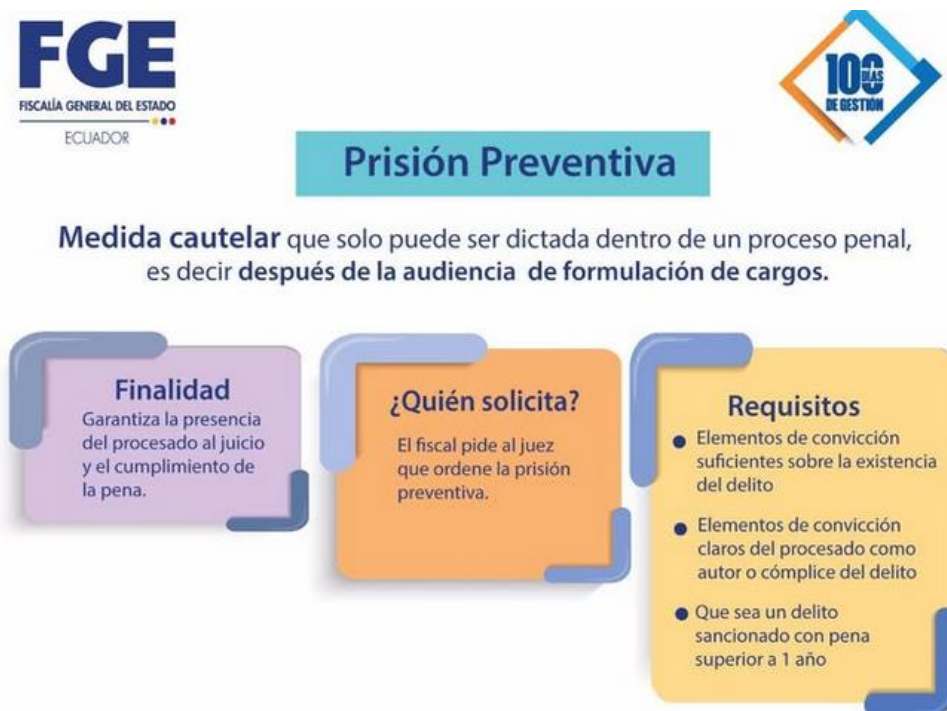 FGE
FISCALÍA GENERAL DEL ESTADO
ECUADOR
100 DÍAS
DE GESTIÓN
Prisión Preventiva
Medida cautelar que solo puede ser dictada dentro de un proceso penal,
es decir después de la audiencia de formulación de cargos.
Finalidad
Garantiza la presencia
del procesado al juicio
y el cumplimiento de
la pena.
¿Quién solicita?
El fiscal pide al juez
que ordene la prisión
preventiva.
Requisitos
Elementos de convicción
suficientes sobre la existencia
del delito
Elementos de convicción
claros del procesado como
autor o cómplice del delito
Que sea un delito
sancionado con pena
superior a 1 año